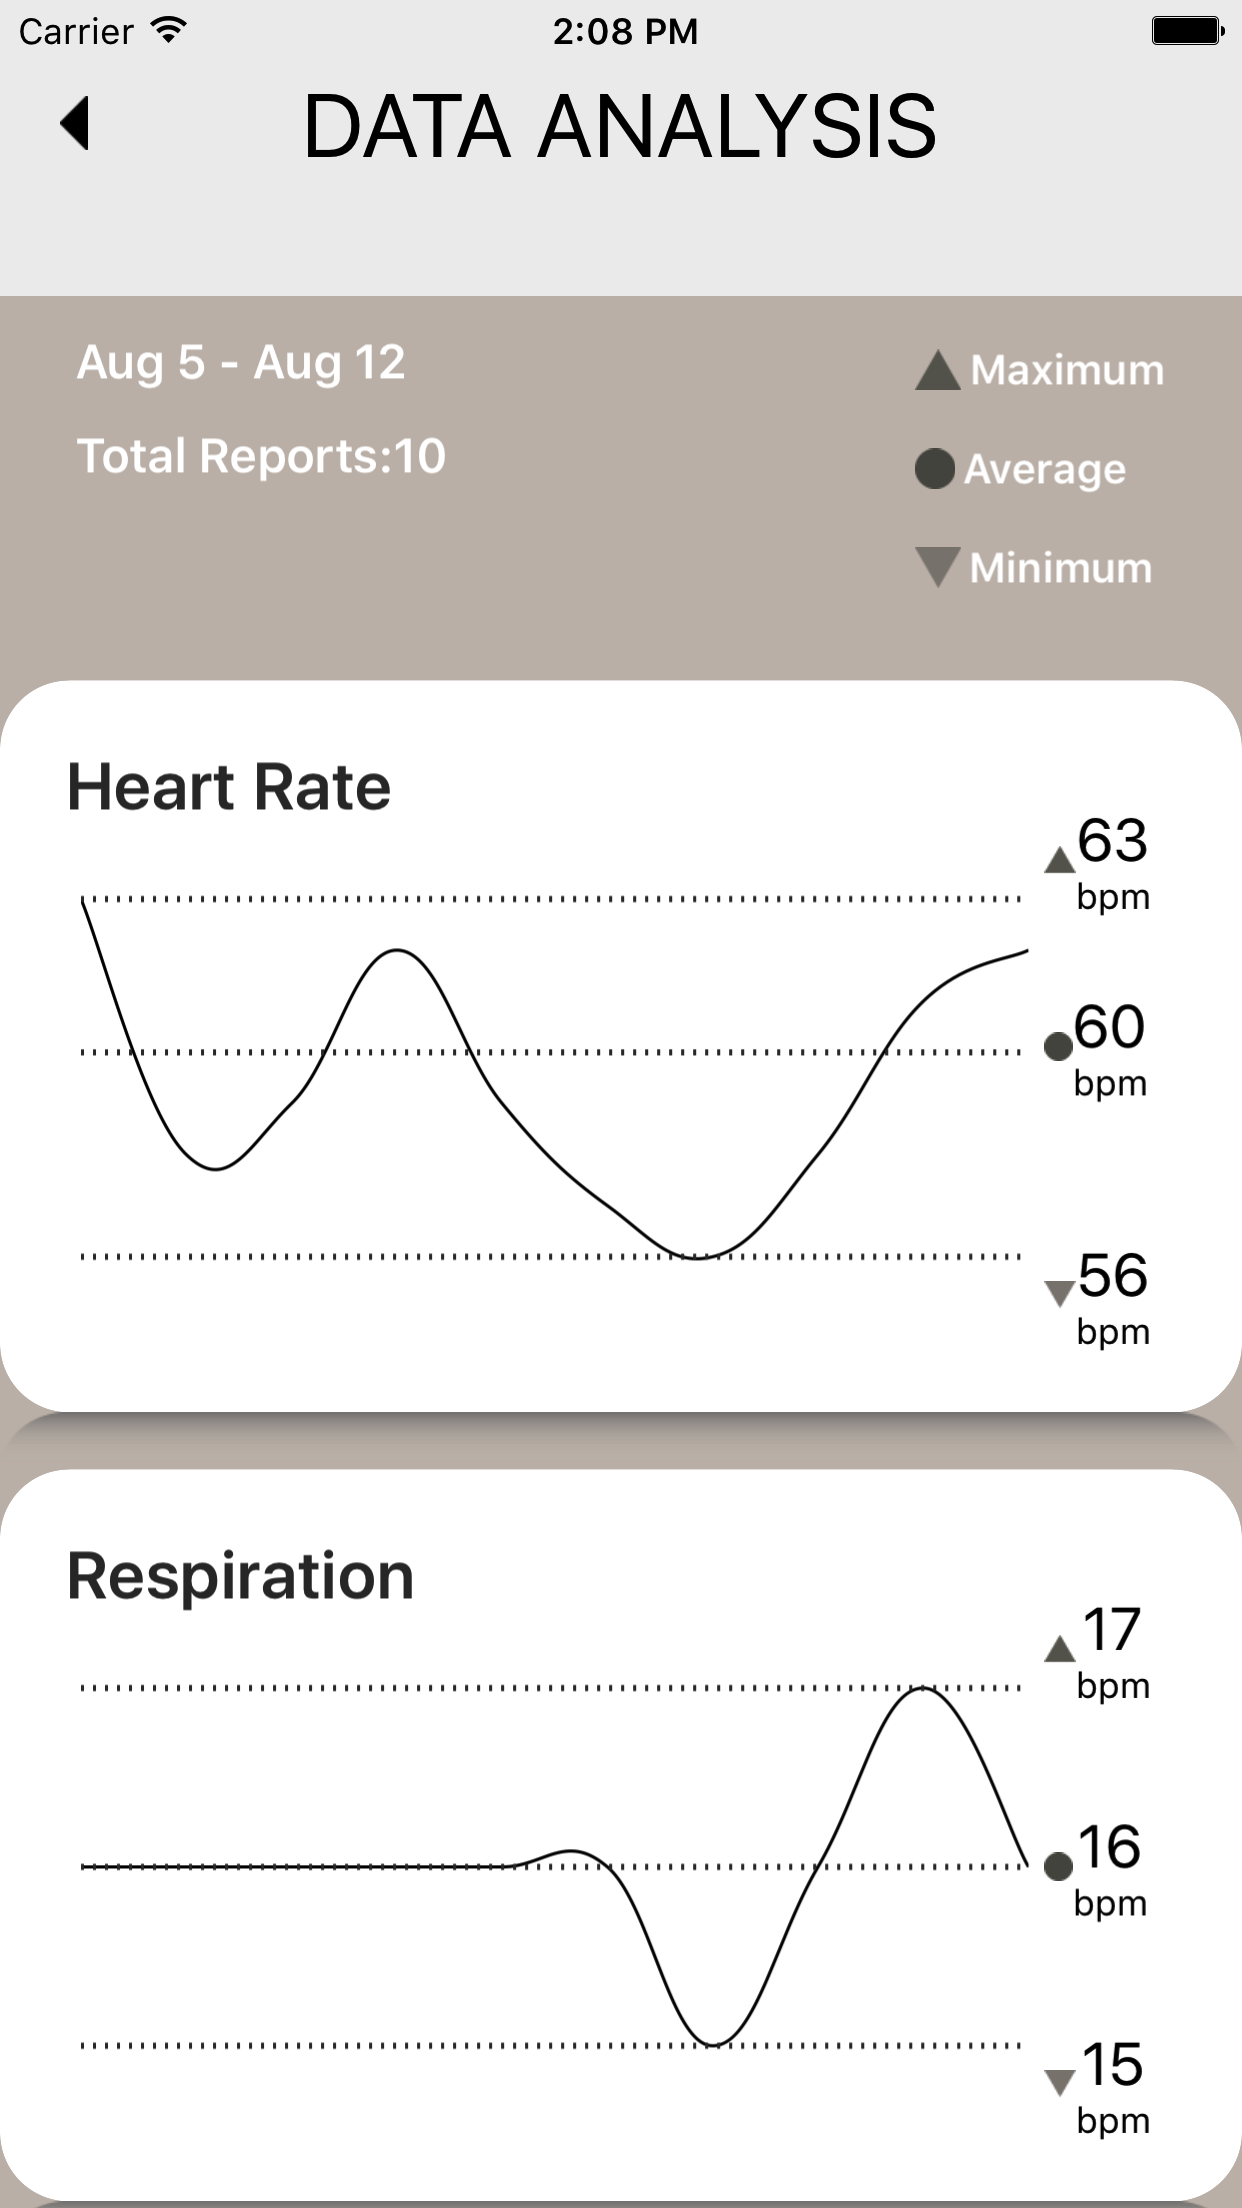 Carrier
2:08 PM
DATA ANALYSIS
Aug 5 - Aug 12
Total Reports:10
Maximum
Average
Minimum
Heart Rate
63
bpm
60
bpm
56
bpm
Respiration
17
bpm
16
bpm
15
bpm